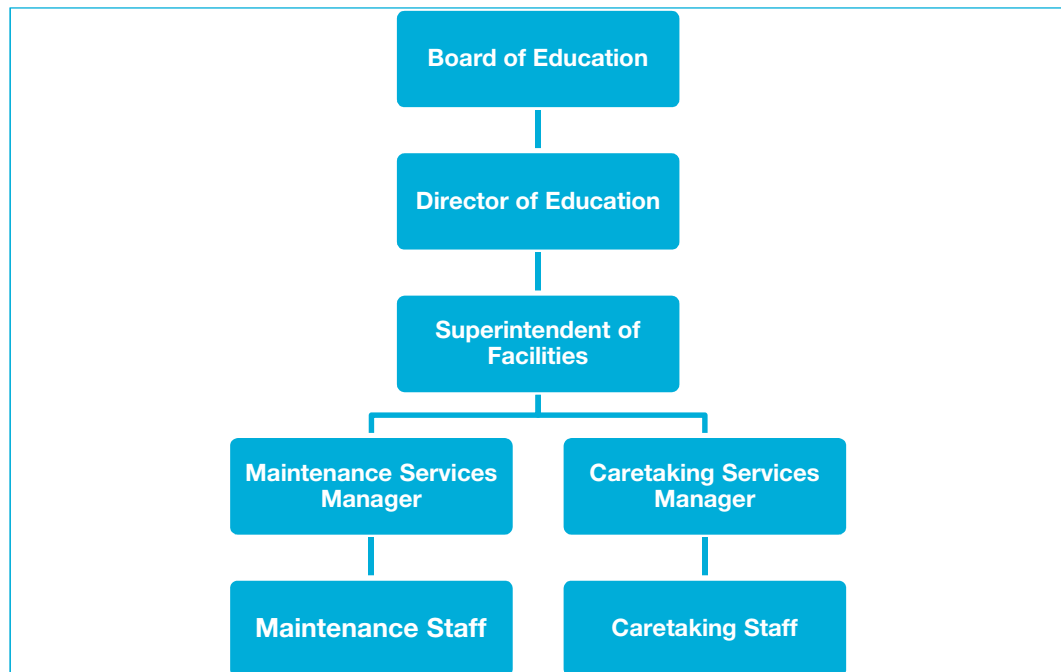 Board of Education
Director of Education
Superintendent of
Facilities
Maintenance Services
Manager
Caretaking Services
Manager
Maintenance Staff
Caretaking Staff